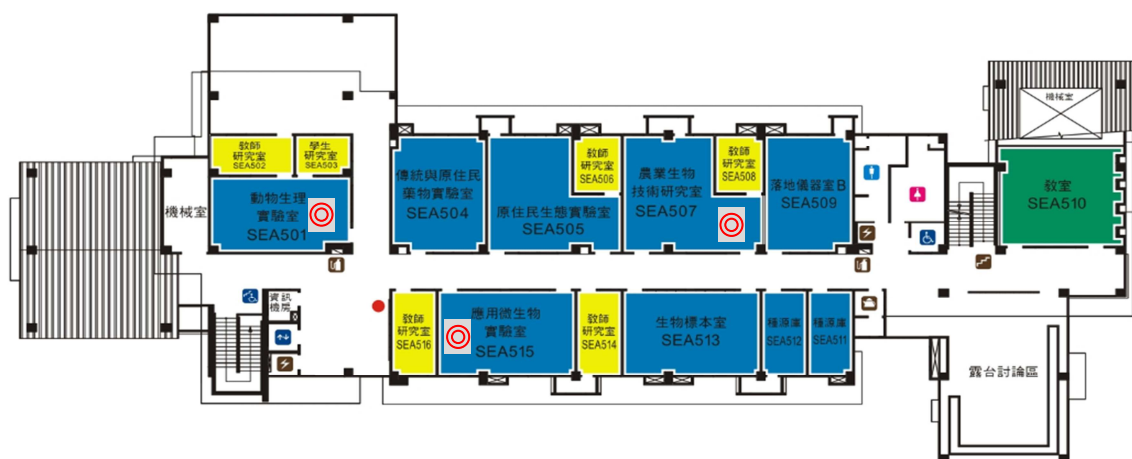 機械室
教師
研究室
SEA502
學生
研究室
SEA503
傳統與原住民
藥物實驗室
SEA504
教師
研究室
SEA506
農業生物
技術研究室
SEA507
教師
研究室
SEA508
落地儀器室B
SEA509
教室
SEA510
機械室
動物生理
實驗室
SEA501
原住民生態實驗室
SEA505
資訊
機房
教師
研究室
SEA516
應用微生物
實驗室
SEA515
教師
研究室
SEA514
生物標本室
SEA513
種源庫
SEA512
種源庫
SEA511
露台討論區